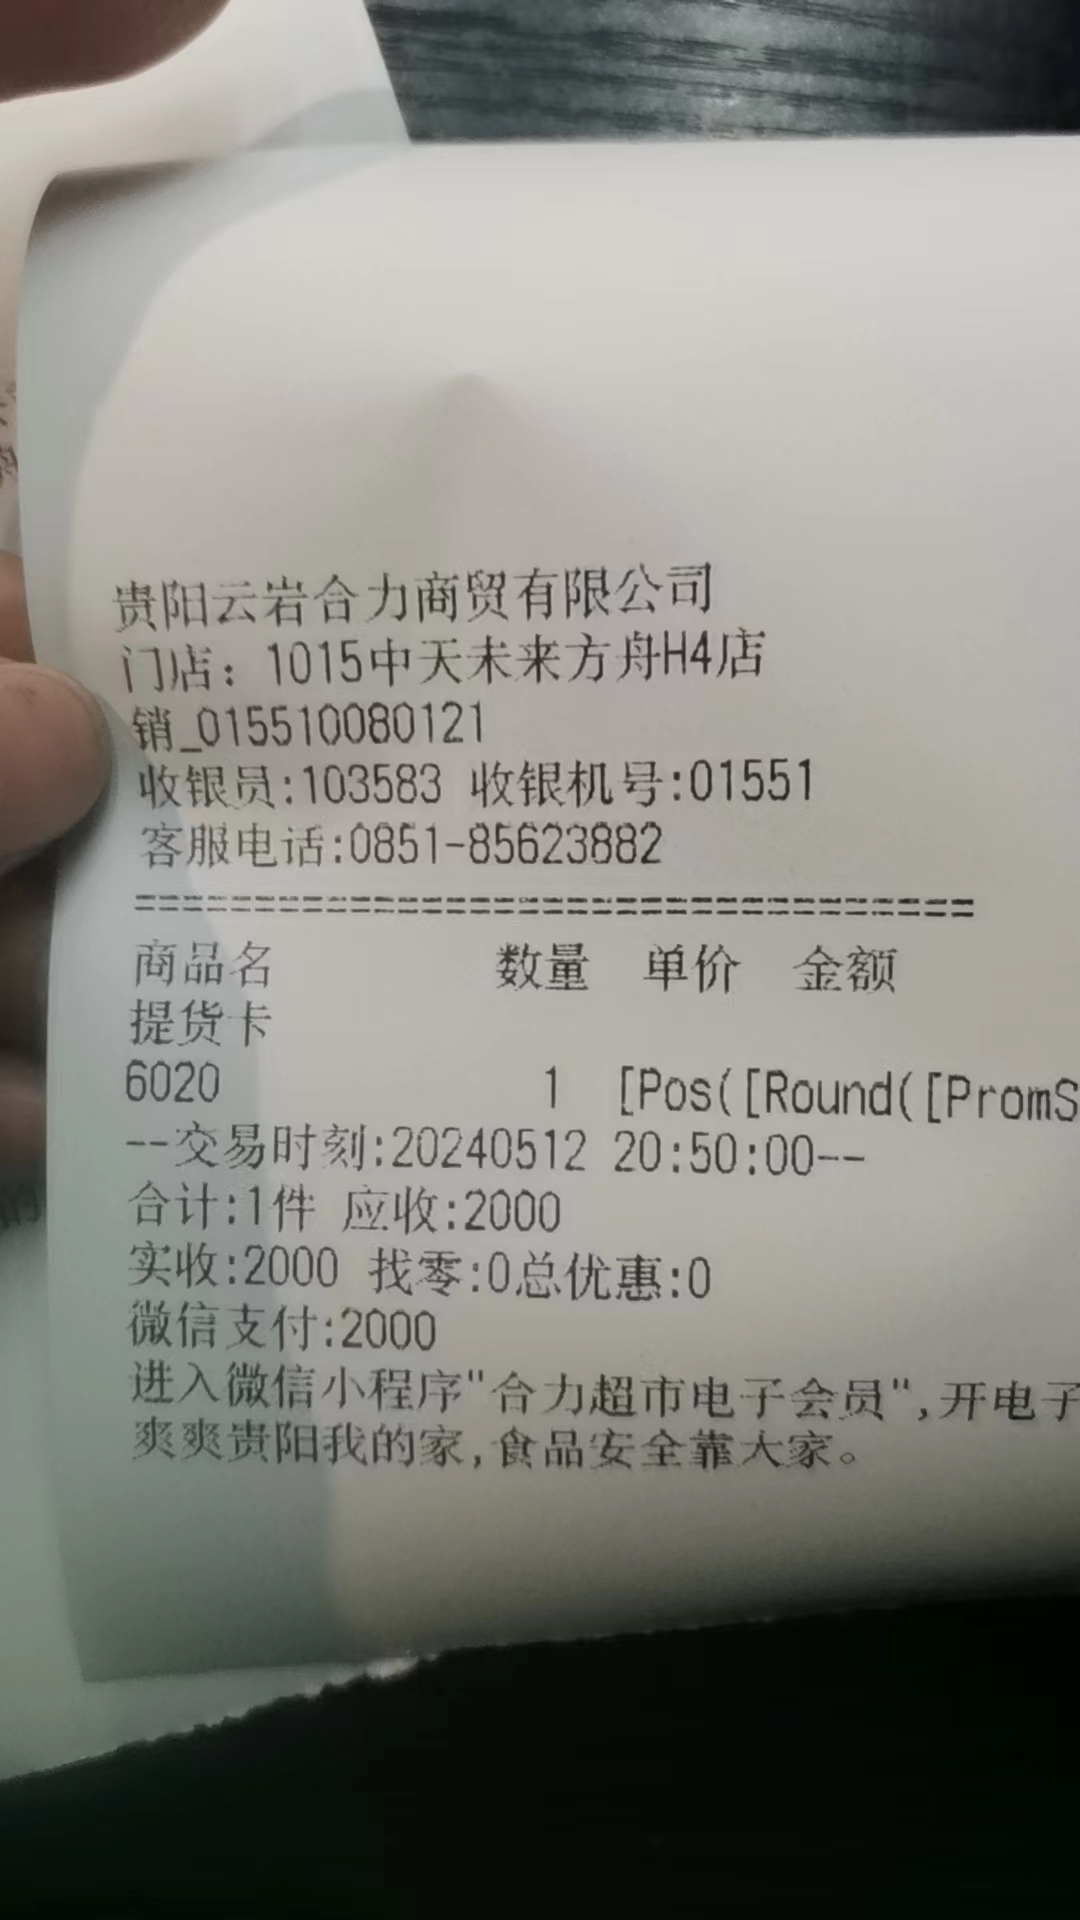 贵阳云岩合力商贸有限公司
门店：1015中天未来方舟H4店
销_015510080121
收银员:103583 收银机号:01551
客服电话:0851-85623882
===================================
商品名 数量 单价 金额
提货卡
6020 1 [Pos([Round([PromS
--交易时刻:20240512 20:50:00--
合计:1件 应收:2000
实收:2000 找零:0总优惠:0
微信支付:2000
进入微信小程序"合力超市电子会员",开电子
爽爽贵阳我的家,食品安全靠大家。